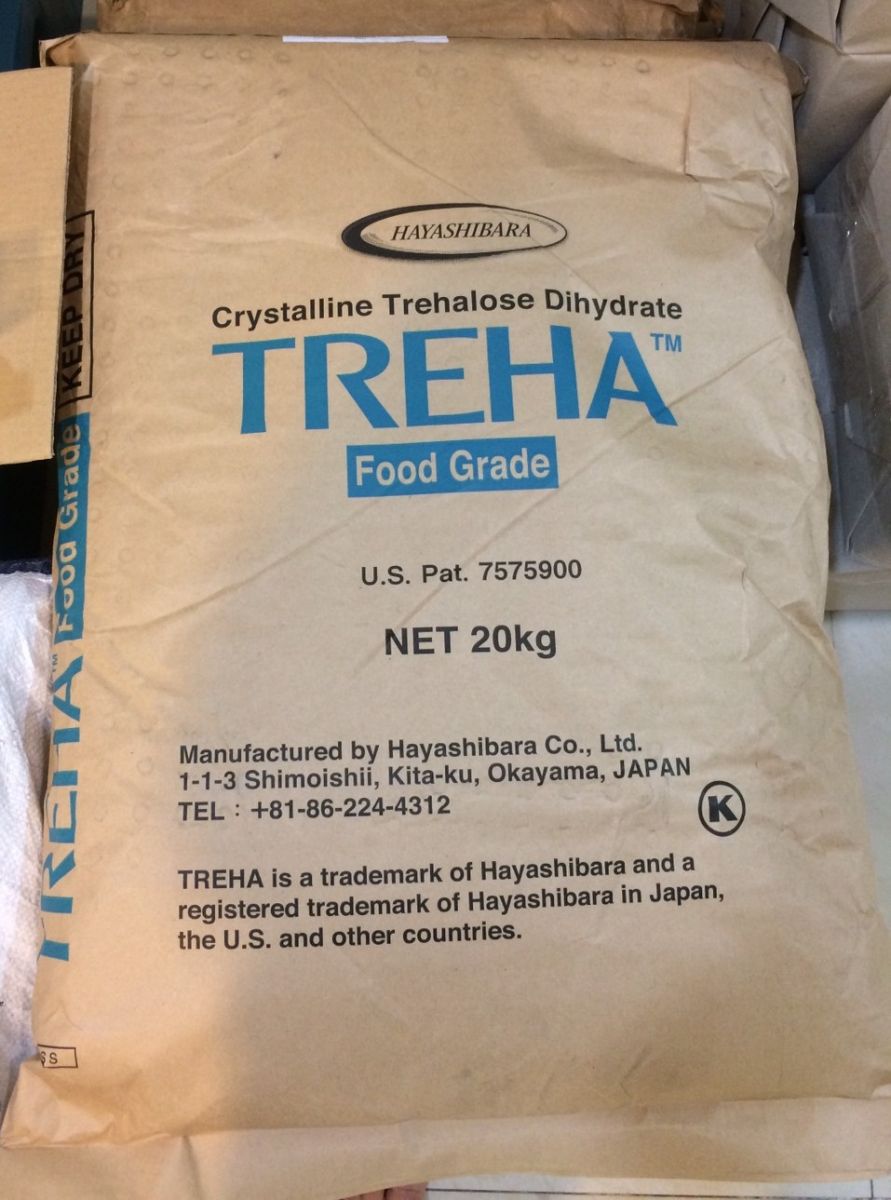 HAYASHIBARA
Crystalline Trehalose Dihydrate
TREHA™
Food Grade
U.S. Pat. 7575900
NET 20kg
Manufactured by Hayashibara Co., Ltd.
1-1-3 Shimoishii, Kita-ku, Okayama, JAPAN
TEL : +81-86-224-4312
K
TREHA is a trademark of Hayashibara and a
registered trademark of Hayashibara in Japan,
the U.S. and other countries.
TREHA™ Food Grade KEEP DRY